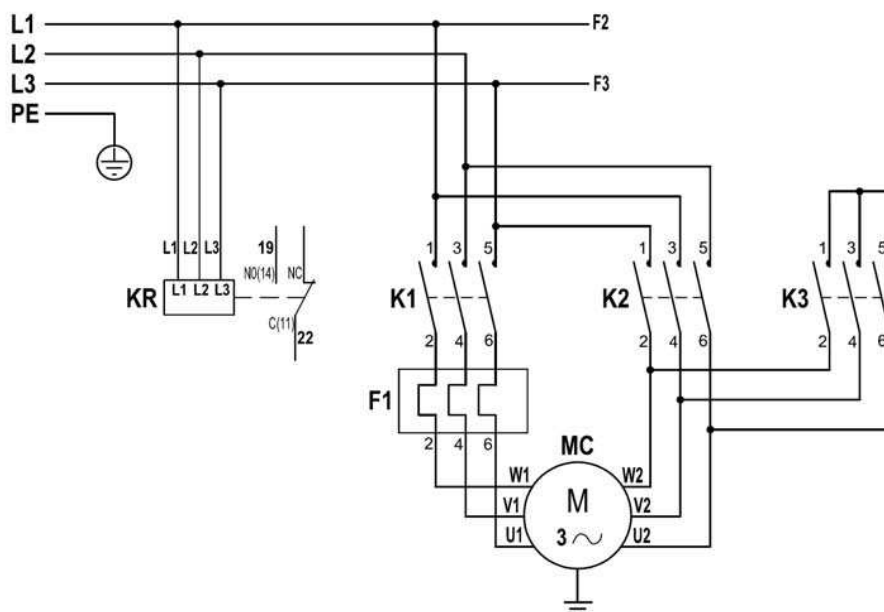 L1 F2
L2
L3 F3
PE
L1 L2 L3 19
N0(14) NC
KR L1 L2 L3
C(11) 22
1 3 5 1 3 5 1 3 5
K1 K2 K3
2 4 6 2 4 6 2 4 6
F1
2 4 6
MC
W1 W2
M
V1 V2
3
U1 U2